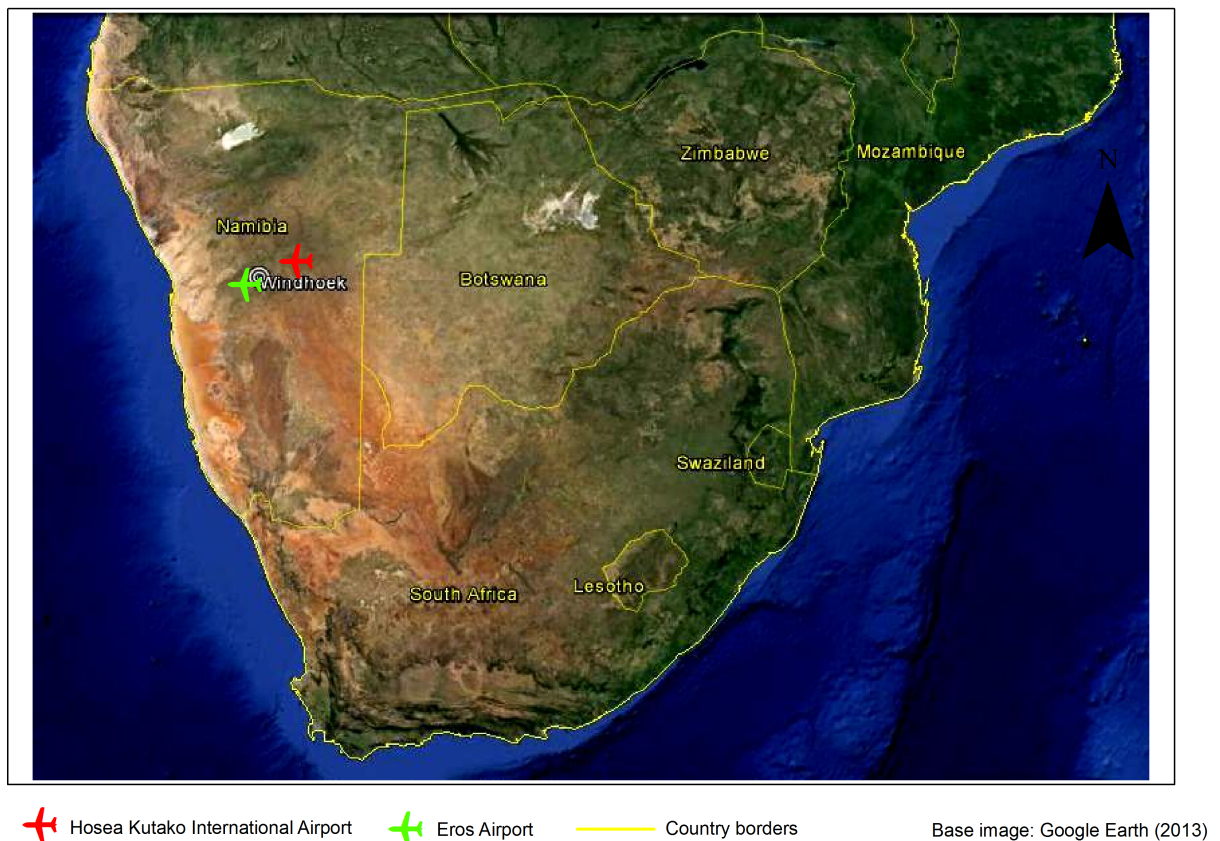 Zimbabwe
Mozambique
N
Namibia
Windhoek
Botswana
Swaziland
South Africa
Lesotho
Hosea Kutako International Airport
Eros Airport
Country borders
Base image: Google Earth (2013)